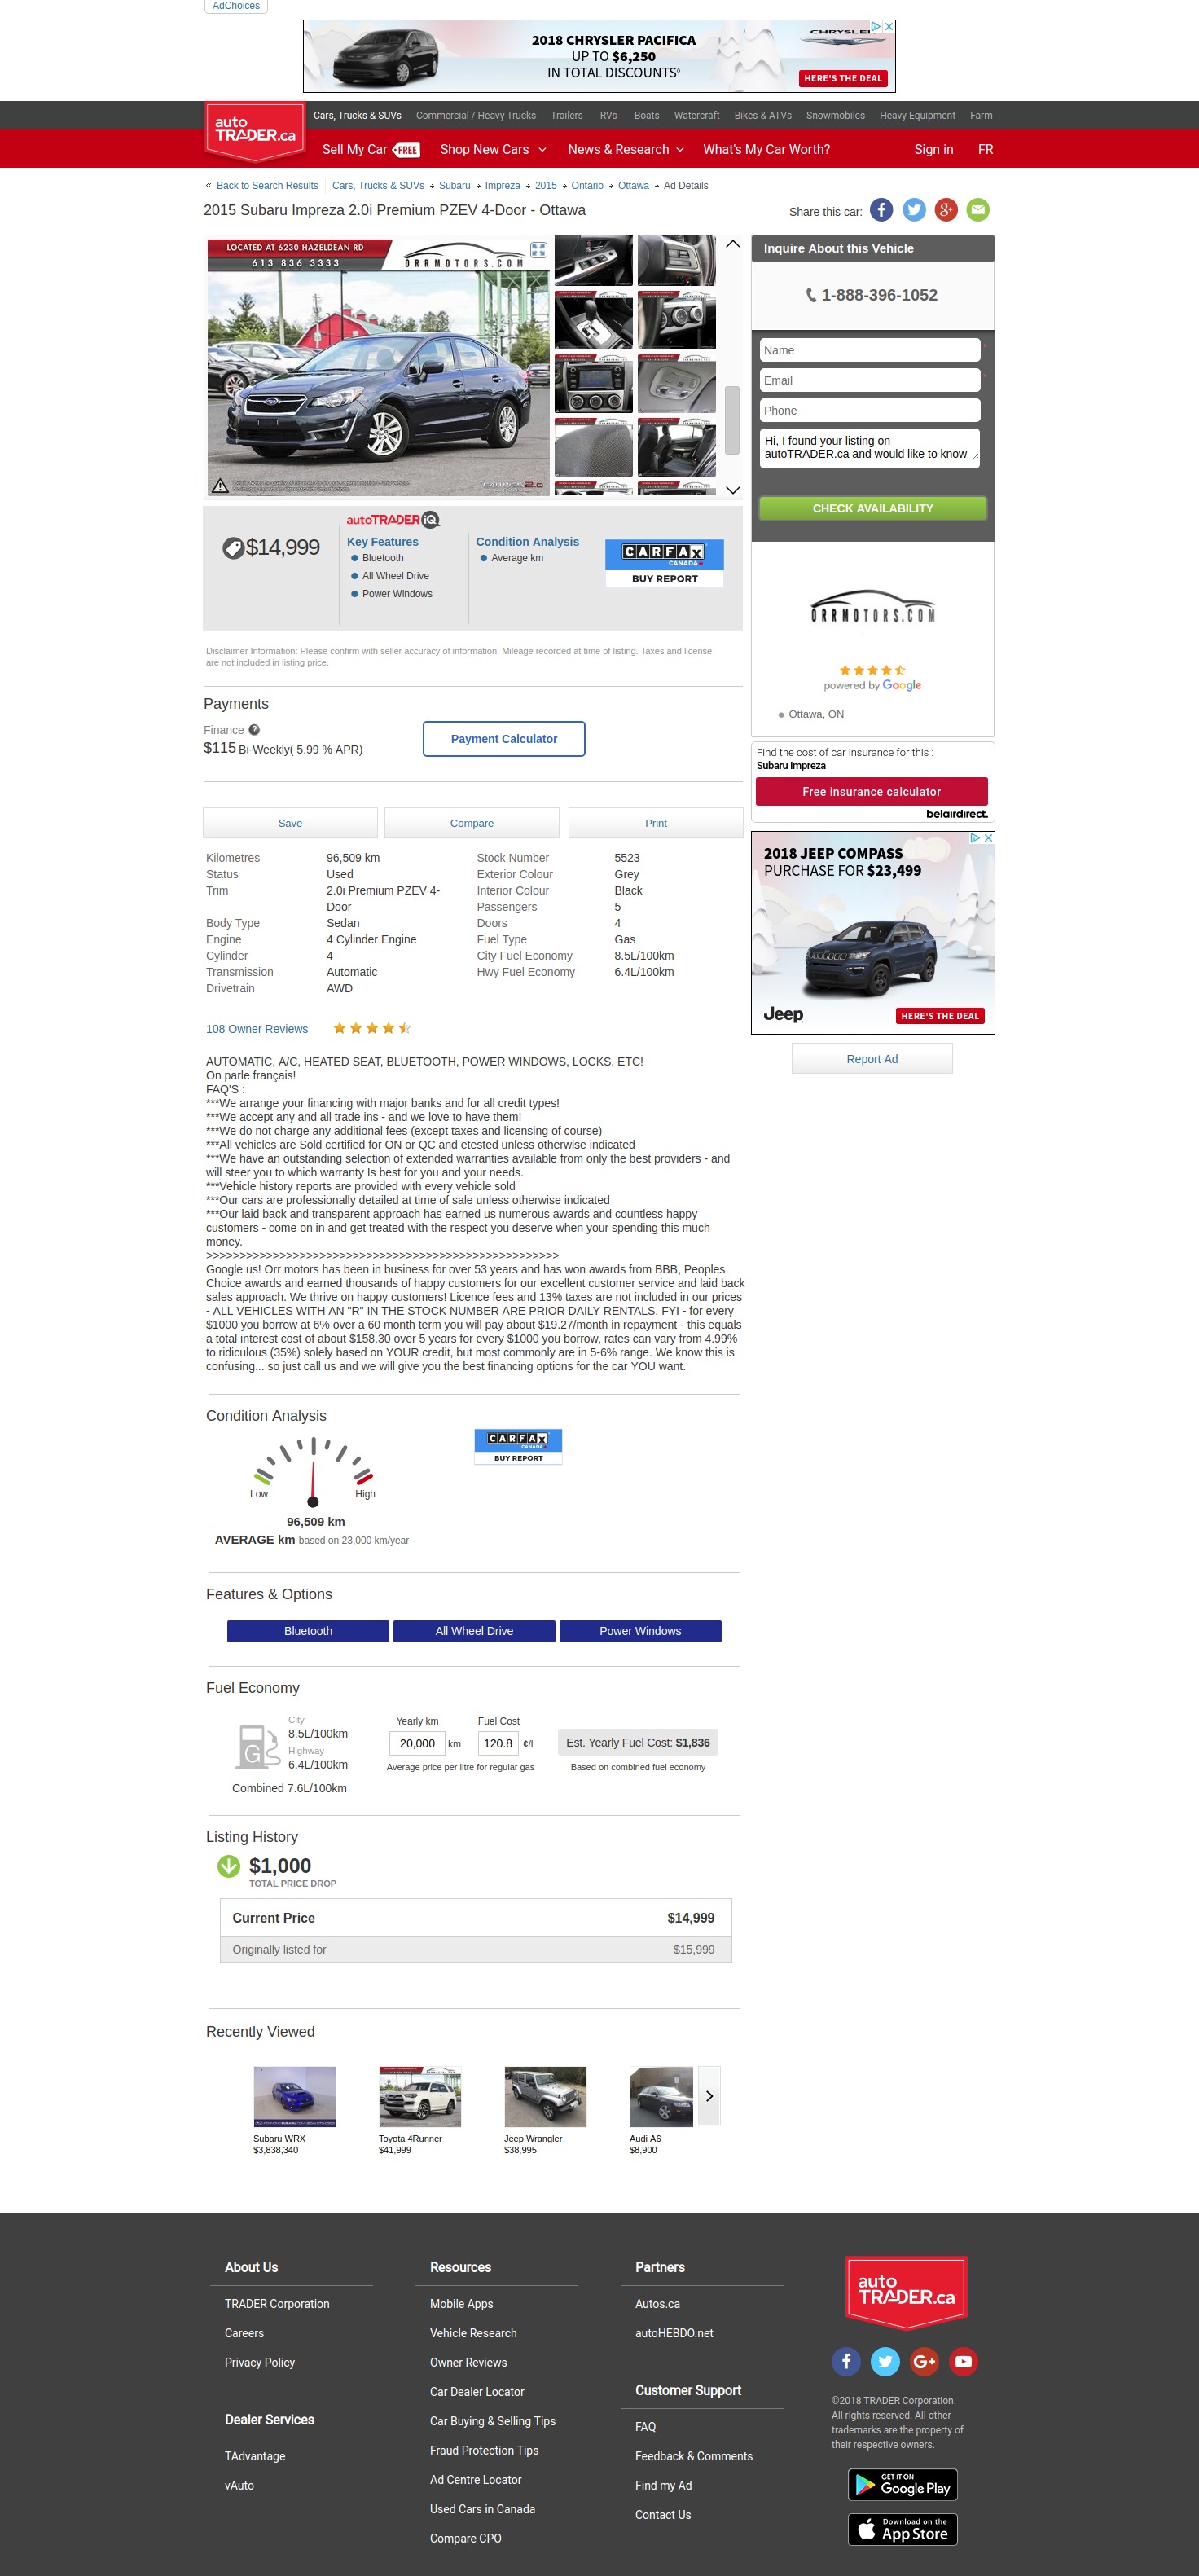 AdChoices
2018 CHRYSLER PACIFICA
UP TO $6,250
IN TOTAL DISCOUNTS◊
CHRYSLER
HERE'S THE DEAL
auto
TRADER.ca
Cars, Trucks & SUVs Commercial / Heavy Trucks Trailers RVs Boats Watercraft Bikes & ATVs Snowmobiles Heavy Equipment Farm
Sell My Car FREE Shop New Cars News & Research What's My Car Worth? Sign in FR
« Back to Search Results Cars, Trucks & SUVs Subaru Impreza 2015 Ontario Ottawa Ad Details
2015 Subaru Impreza 2.0i Premium PZEV 4-Door - Ottawa
Share this car:
LOCATED AT 6230 HAZELDEAN RD
613 836 3333
ORRMOTORS.COM
Inquire About this Vehicle
1-888-396-1052
Name
Email
Phone
Hi, I found your listing on
autoTRADER.ca and would like to know
CHECK AVAILABILITY
ORRMOTORS.COM
powered by Google
Ottawa, ON
$14,999
autoTRADER iQ
Key Features
Bluetooth
All Wheel Drive
Power Windows
Condition Analysis
Average km
CARFAX
CANADA
BUY REPORT
Disclaimer Information: Please confirm with seller accuracy of information. Mileage recorded at time of listing. Taxes and license
are not included in listing price.
Payments
Finance ?
$115 Bi-Weekly( 5.99 % APR)
Payment Calculator
Find the cost of car insurance for this :
Subaru Impreza
Free insurance calculator
belairdirect.
Save Compare Print
2018 JEEP COMPASS
PURCHASE FOR $23,499
Jeep
HERE'S THE DEAL
Report Ad
Kilometres 96,509 km Stock Number 5523
Status Used Exterior Colour Grey
Trim 2.0i Premium PZEV 4- Interior Colour Black
Door Passengers 5
Body Type Sedan Doors 4
Engine 4 Cylinder Engine Fuel Type Gas
Cylinder 4 City Fuel Economy 8.5L/100km
Transmission Automatic Hwy Fuel Economy 6.4L/100km
Drivetrain AWD
108 Owner Reviews
AUTOMATIC, A/C, HEATED SEAT, BLUETOOTH, POWER WINDOWS, LOCKS, ETC!
On parle français!
FAQ'S :
***We arrange your financing with major banks and for all credit types!
***We accept any and all trade ins - and we love to have them!
***We do not charge any additional fees (except taxes and licensing of course)
***All vehicles are Sold certified for ON or QC and etested unless otherwise indicated
***We have an outstanding selection of extended warranties available from only the best providers - and
will steer you to which warranty Is best for you and your needs.
***Vehicle history reports are provided with every vehicle sold
***Our cars are professionally detailed at time of sale unless otherwise indicated
***Our laid back and transparent approach has earned us numerous awards and countless happy
customers - come on in and get treated with the respect you deserve when your spending this much
money.
>>>>>>>>>>>>>>>>>>>>>>>>>>>>>>>>>>>>>>>>>>>>>>>>>>>>>
Google us! Orr motors has been in business for over 53 years and has won awards from BBB, Peoples
Choice awards and earned thousands of happy customers for our excellent customer service and laid back
sales approach. We thrive on happy customers! Licence fees and 13% taxes are not included in our prices
- ALL VEHICLES WITH AN "R" IN THE STOCK NUMBER ARE PRIOR DAILY RENTALS. FYI - for every
$1000 you borrow at 6% over a 60 month term you will pay about $19.27/month in repayment - this equals
a total interest cost of about $158.30 over 5 years for every $1000 you borrow, rates can vary from 4.99%
to ridiculous (35%) solely based on YOUR credit, but most commonly are in 5-6% range. We know this is
confusing... so just call us and we will give you the best financing options for the car YOU want.
Condition Analysis
CARFAX
CANADA
BUY REPORT
Low High
96,509 km
AVERAGE km based on 23,000 km/year
Features & Options
Bluetooth All Wheel Drive Power Windows
Fuel Economy
City
8.5L/100km
Highway
6.4L/100km
G
Combined 7.6L/100km
Yearly km Fuel Cost
20,000 km 120.8 ¢/l
Average price per litre for regular gas
Est. Yearly Fuel Cost: $1,836
Based on combined fuel economy
Listing History
$1,000
TOTAL PRICE DROP
Current Price $14,999
Originally listed for $15,999
Recently Viewed
Subaru WRX
$3,838,340
Toyota 4Runner
$41,999
Jeep Wrangler
$38,995
Audi A6
$8,900
About Us
TRADER Corporation
Careers
Privacy Policy
Dealer Services
TAdvantage
vAuto
Resources
Mobile Apps
Vehicle Research
Owner Reviews
Car Dealer Locator
Car Buying & Selling Tips
Fraud Protection Tips
Ad Centre Locator
Used Cars in Canada
Compare CPO
Partners
Autos.ca
autoHEBDO.net
Customer Support
FAQ
Feedback & Comments
Find my Ad
Contact Us
auto
TRADER.ca
©2018 TRADER Corporation.
All rights reserved. All other
trademarks are the property of
their respective owners.
GET IT ON
Google Play
Download on the
App Store